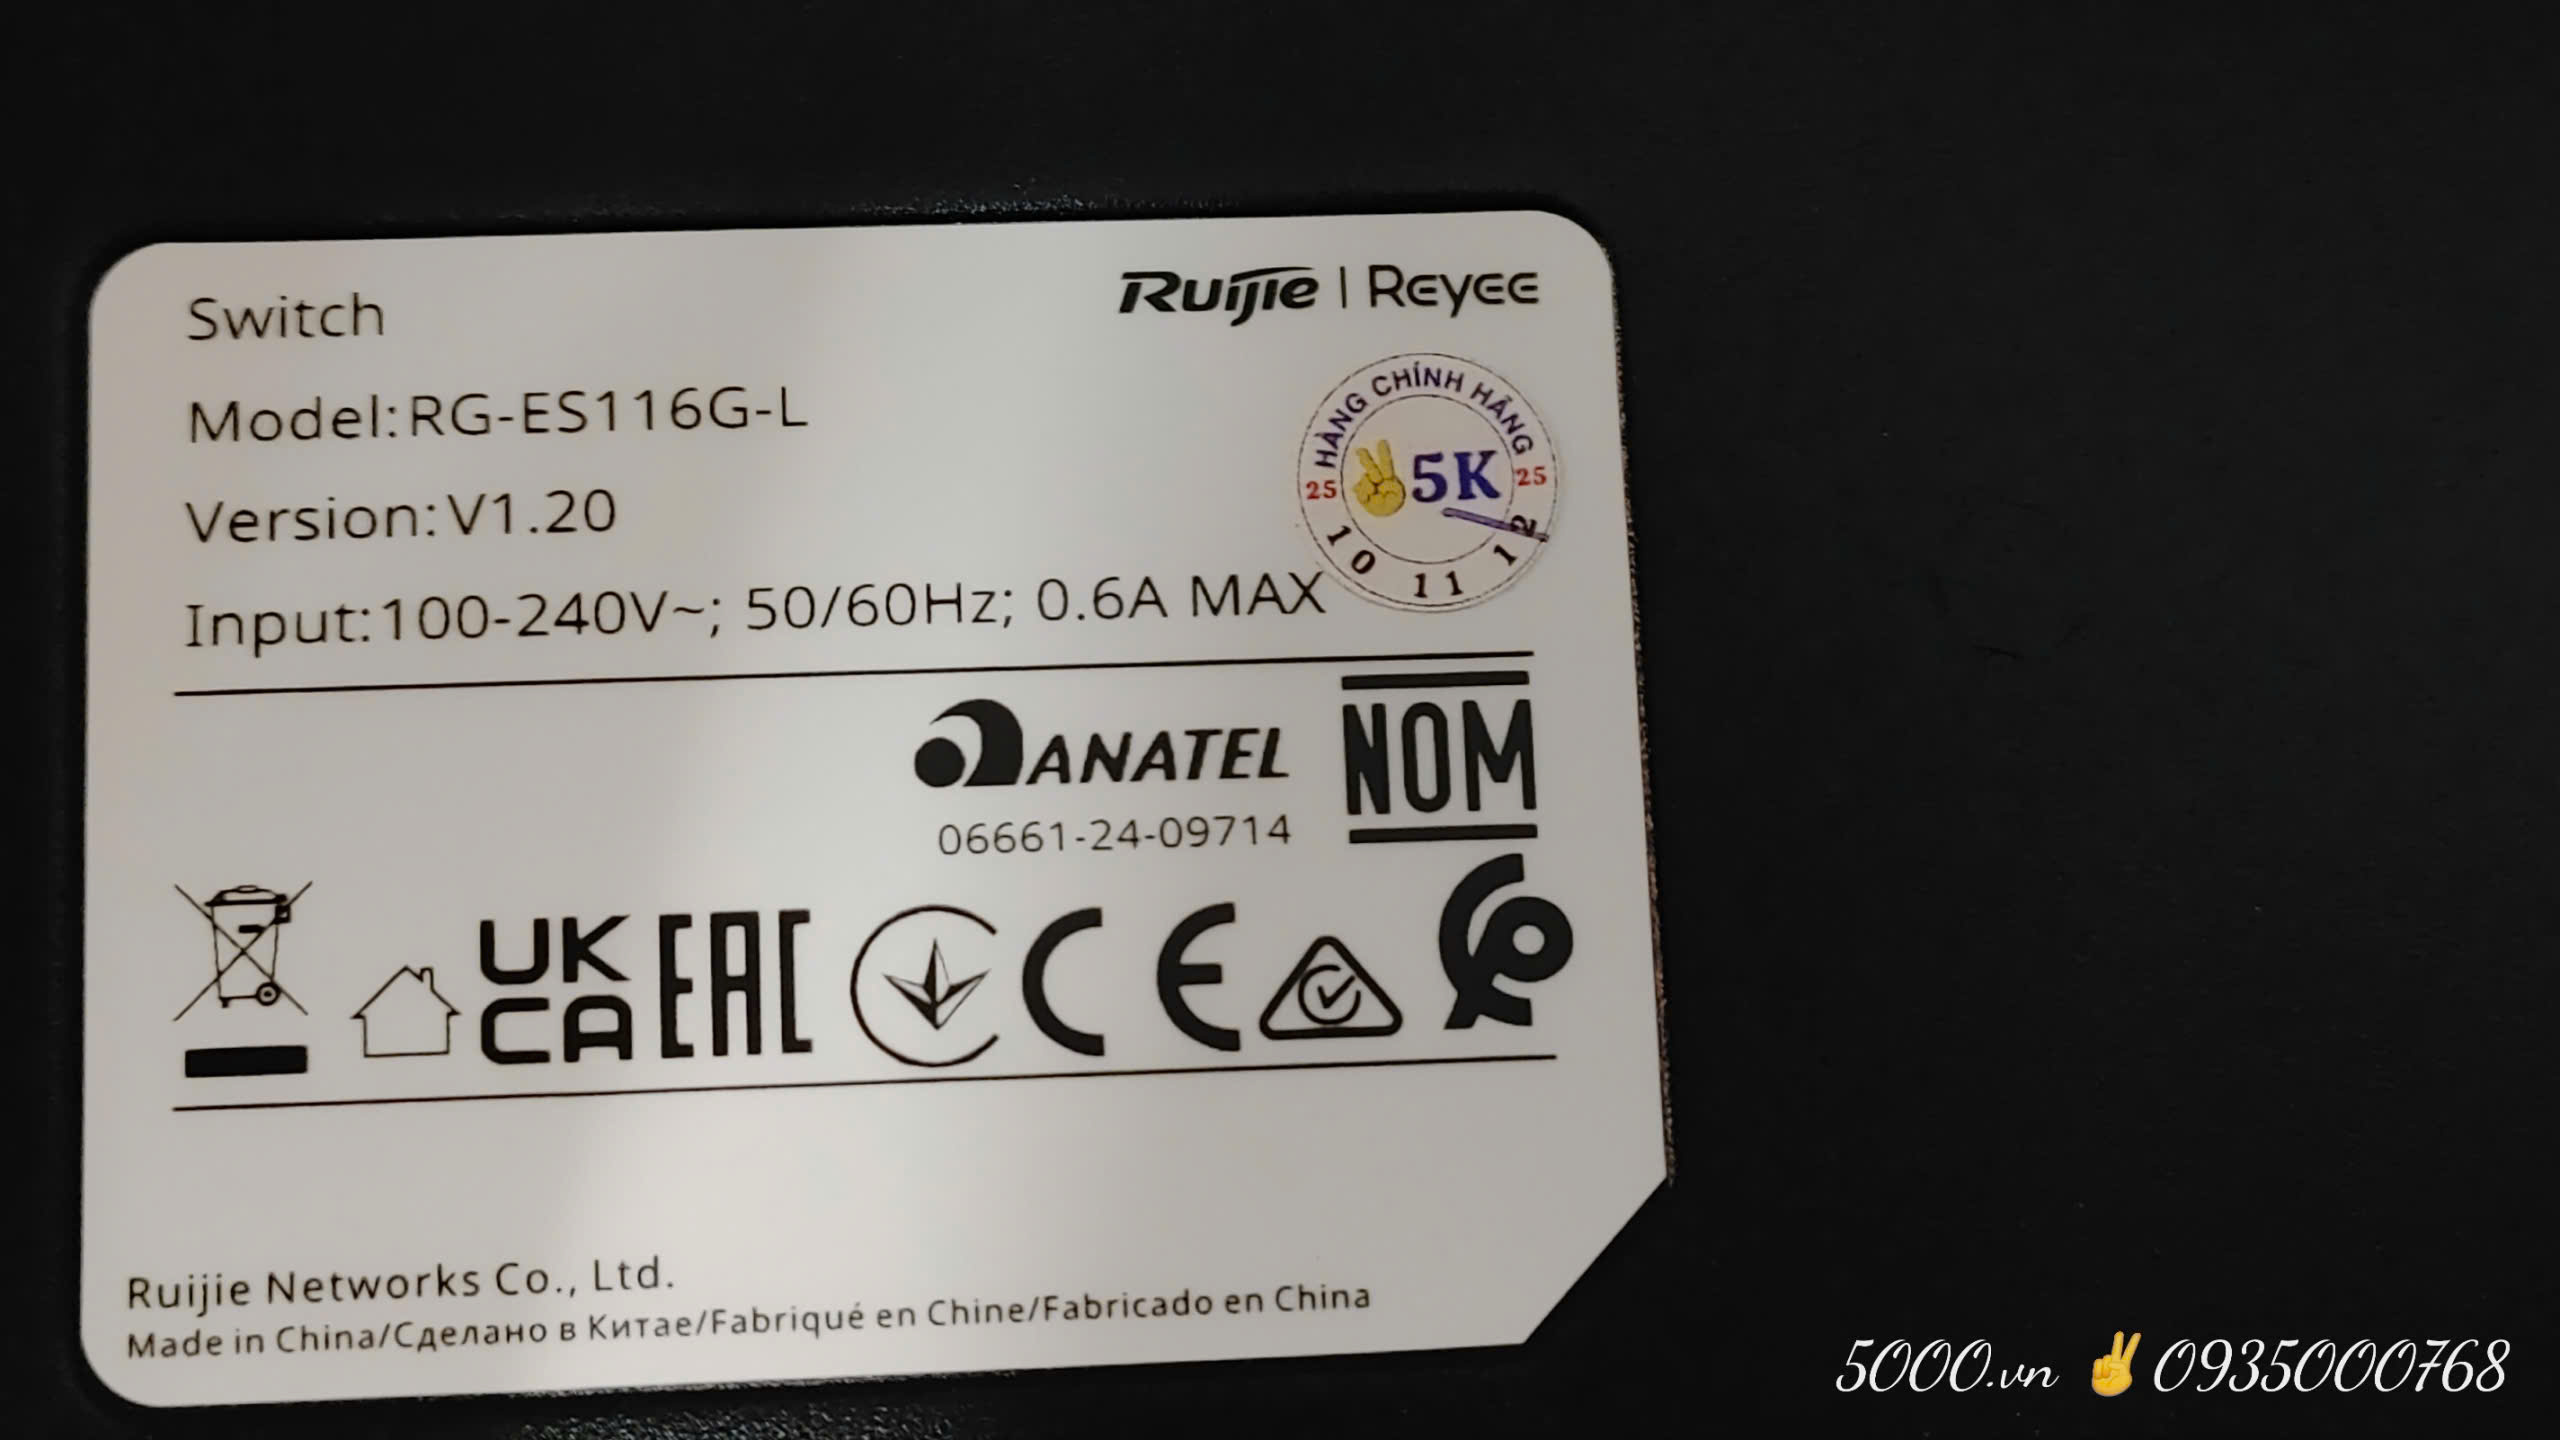 Switch
Ruijie | Reyee
Model:RG-ES116G-L
Version:V1.20
Input:100-240V~; 50/60Hz; 0.6A MAX
HÀNG CHÍNH HÃNG
25 ✌5K 25
10 11 12
ANATEL
06661-24-09714
NOM
UK
CA
EAC
CE
Ruijie Networks Co., Ltd.
Made in China/Сделано в Китае/Fabriqué en Chine/Fabricado en China
5000.vn ✌0935000768